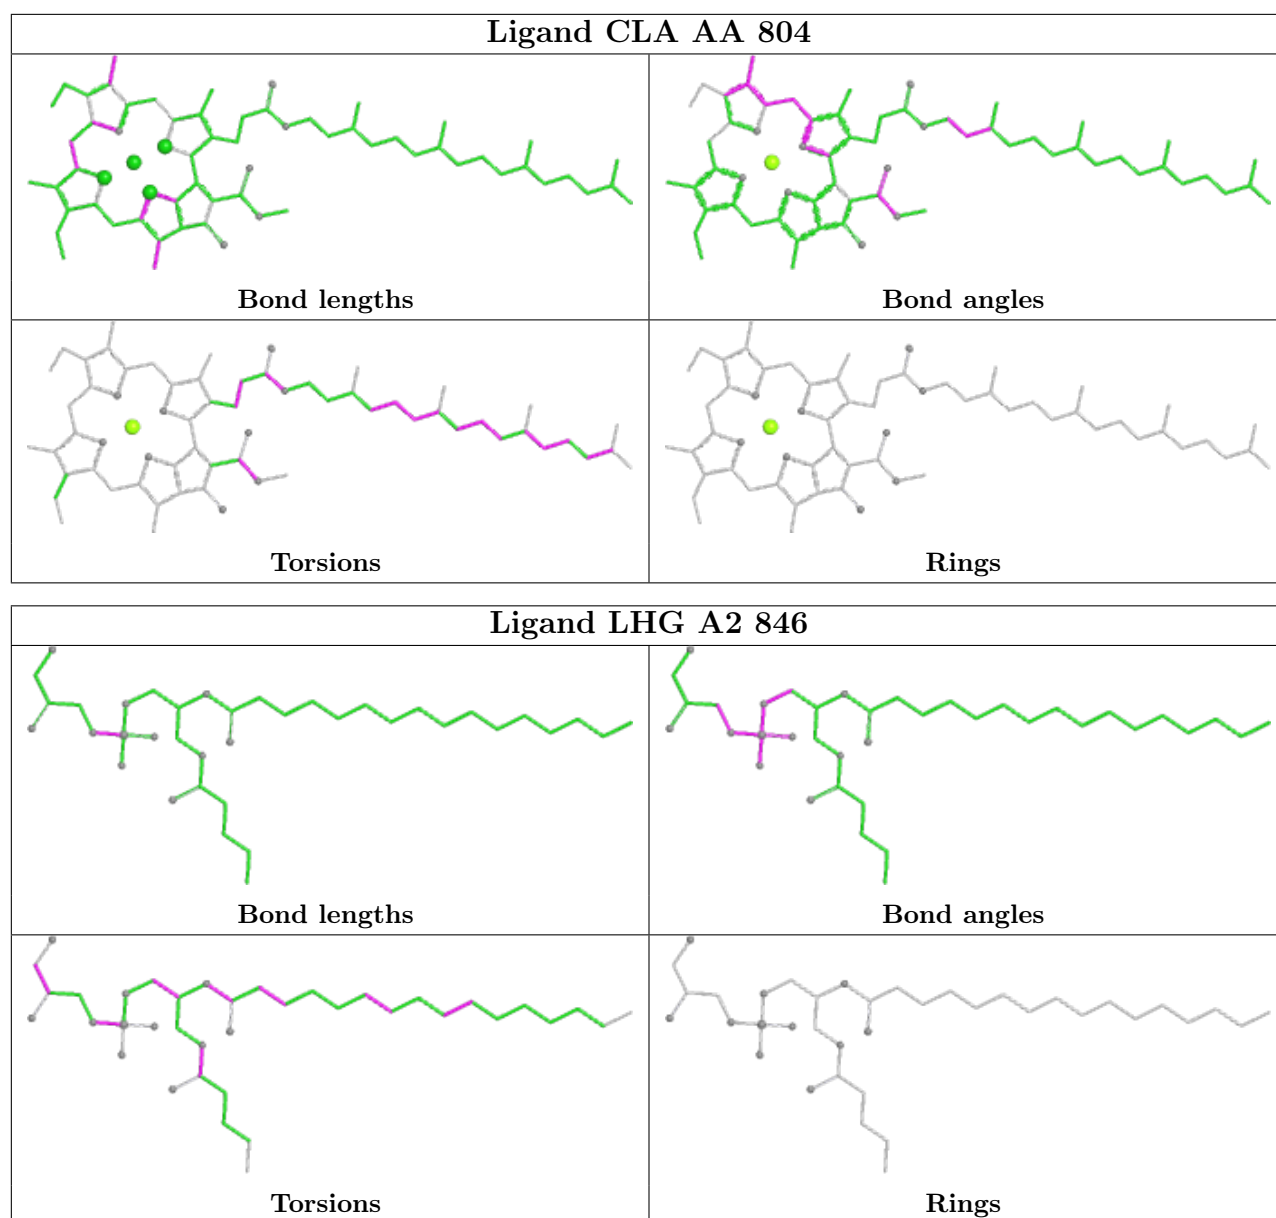 Ligand CLA AA 804
Bond lengths
Bond angles
Torsions
Rings
Ligand LHG A2 846
Bond lengths
Bond angles
Torsions
Rings